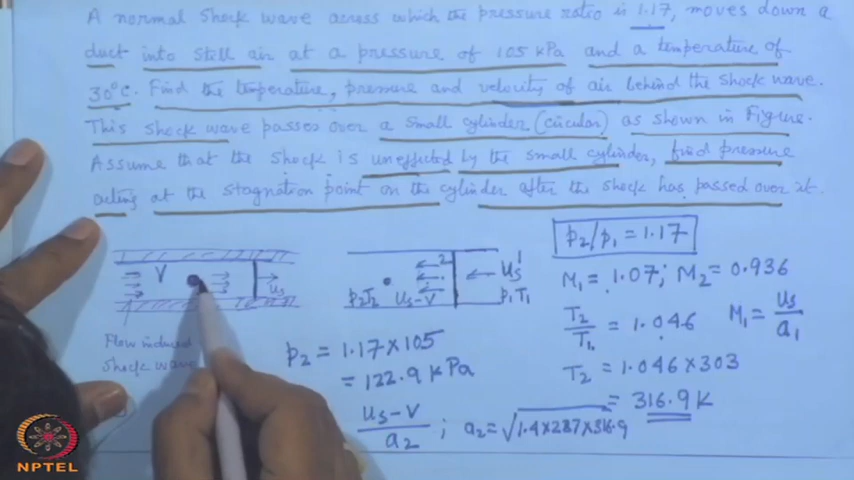 A normal shock wave across which the pressure ratio is 1.17, moves down a
duct into still air at a pressure of 105 kPa and a temperature of
30°C. Find the temperature, pressure and velocity of air behind the shock wave.
This shock wave passes over a small cylinder (circular) as shown in Figure.
Assume that the shock is uneffected by the small cylinder, find pressure
acting at the stagnation point on the cylinder after the shock has passed over it.
V
Us
Flow induced
shock wave
2
1
Us
p2T2 Us-V
p1T1
p2/p1 = 1.17
M1 = 1.07; M2 = 0.936
T2/T1 = 1.046
M1 = Us/a1
p2 = 1.17×105
= 122.9 kPa
T2 = 1.046×303
= 316.9 K
Us-V/a2 ; a2 = √1.4×287×316.9
NPTEL